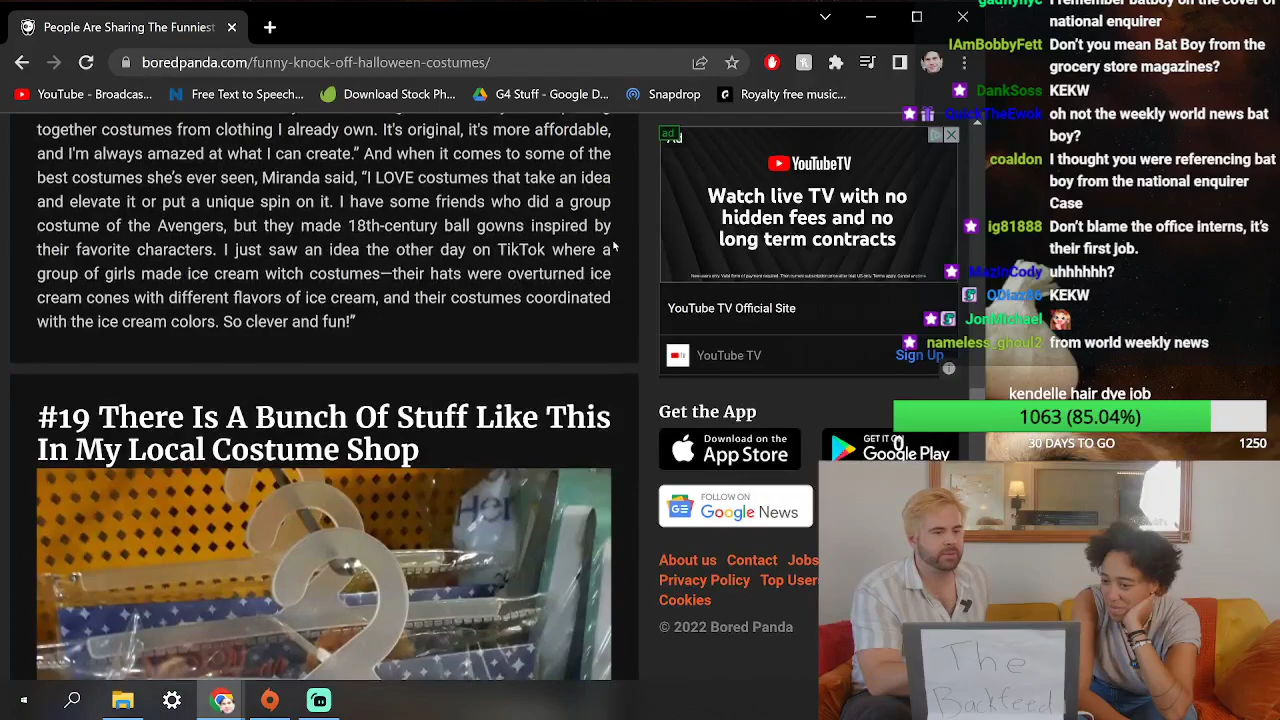 People Are Sharing The Funniest
boredpanda.com/funny-knock-off-halloween-costumes/
YouTube - Broadcas...
Free Text to Speech...
Download Stock Ph...
G4 Stuff - Google D...
Snapdrop
Royalty free music...
together costumes from clothing I already own. It's original, it's more affordable,
and I'm always amazed at what I can create.” And when it comes to some of the
best costumes she's ever seen, Miranda said, “I LOVE costumes that take an idea
and elevate it or put a unique spin on it. I have some friends who did a group
costume of the Avengers, but they made 18th-century ball gowns inspired by
their favorite characters. I just saw an idea the other day on TikTok where a
group of girls made ice cream witch costumes—their hats were overturned ice
cream cones with different flavors of ice cream, and their costumes coordinated
with the ice cream colors. So clever and fun!”
#19 There Is A Bunch Of Stuff Like This
In My Local Costume Shop
ad
YouTubeTV
Watch live TV with no
hidden fees and no
long term contracts
YouTube TV Official Site
YouTube TV
Sign Up
Get the App
Download on the
App Store
GET IT ON
Google Play
FOLLOW ON
Google News
About us Contact Jobs
Privacy Policy Top Users
Cookies
© 2022 Bored Panda
gadflynyc I remember batboy on the cover of
national enquirer
IAmBobbyFett Don't you mean Bat Boy from the
grocery store magazines?
DankSoss KEKW
QuickTheEwok oh not the weekly world news bat
boy?
coaldon I thought you were referencing bat
boy from the national enquirer
Case
ig81888 Don't blame the office interns, it's
their first job.
MazinCody uhhhhhh?
ODiaz86 KEKW
JonMichael
nameless_ghoul2 from world weekly news
kendelle hair dye job
1063 (85.04%)
0
30 DAYS TO GO
1250
The
Backfeed